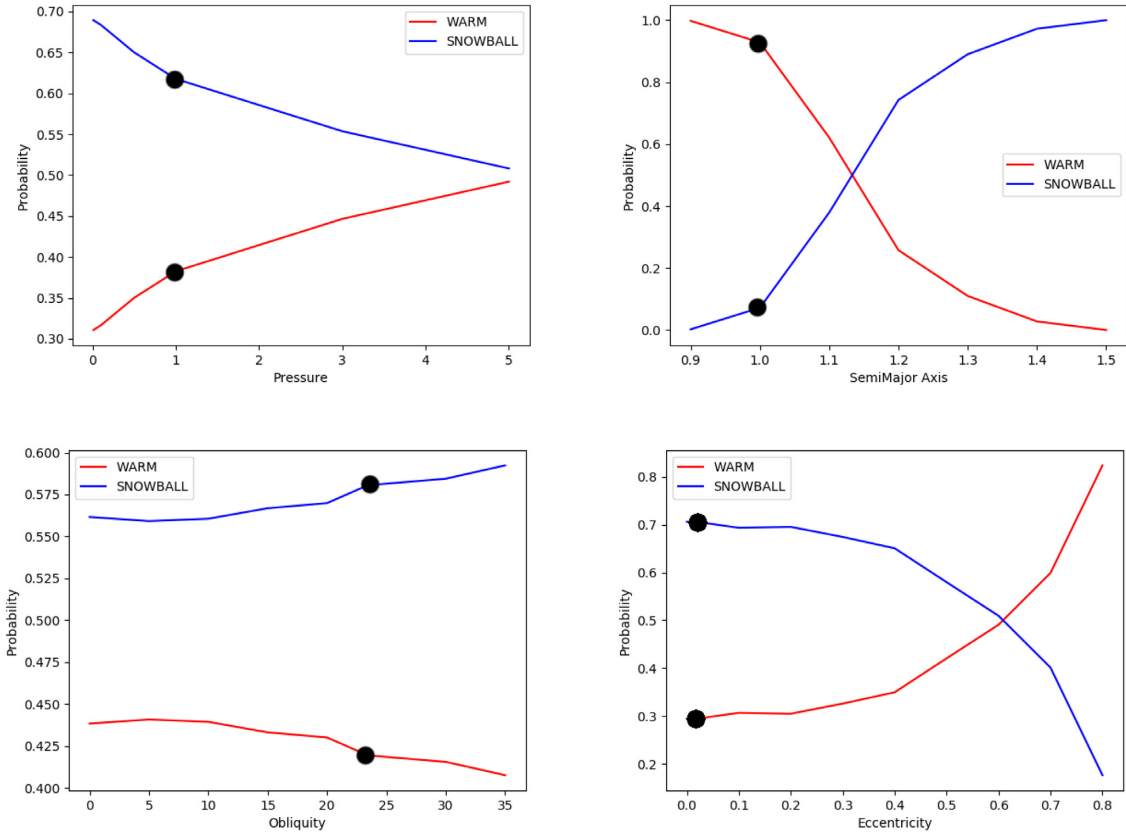 0.70
0.65
0.60
0.55
0.50
0.45
0.40
0.35
0.30
Probability
WARM
SNOWBALL
0 1 2 3 4 5
Pressure
1.0
0.8
0.6
0.4
0.2
0.0
Probability
WARM
SNOWBALL
0.9 1.0 1.1 1.2 1.3 1.4 1.5
SemiMajor Axis
0.600
0.575
0.550
0.525
0.500
0.475
0.450
0.425
0.400
Probability
WARM
SNOWBALL
0 5 10 15 20 25 30 35
Obliquity
0.8
0.7
0.6
0.5
0.4
0.3
0.2
Probability
WARM
SNOWBALL
0.0 0.1 0.2 0.3 0.4 0.5 0.6 0.7 0.8
Eccentricity